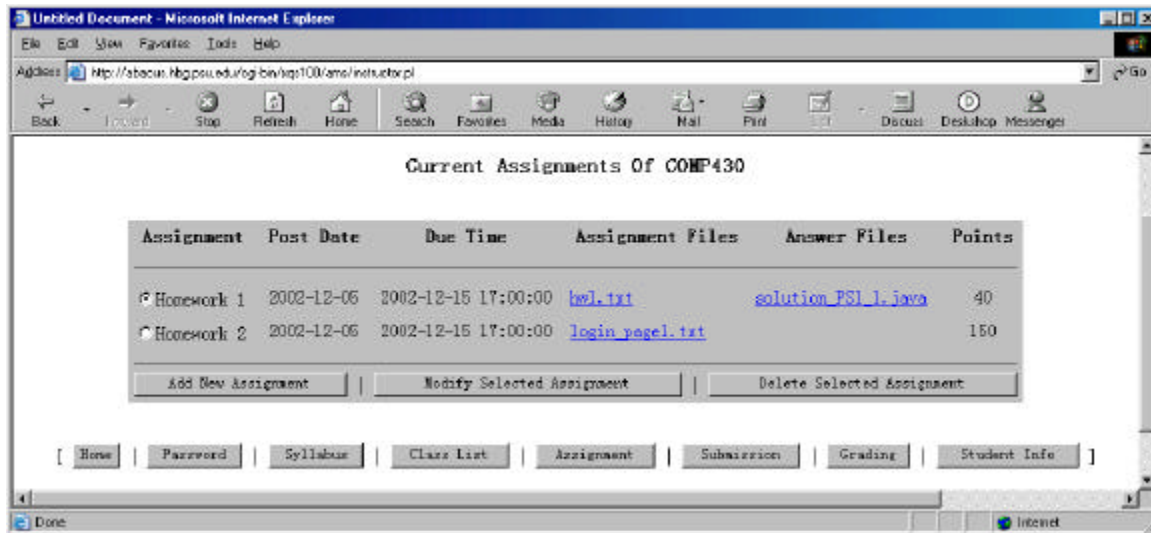 Untitled Document - Microsoft Internet Explorer
File Edit View Favorites Tools Help
Address http://abacus.hbg.psu.edu/cgi-bin/xqs100/ams/instructor.pl Go
Back Forward Stop Refresh Home Search Favorites Media History Mail Print Edit Discuss Deskshop Messenger
Current Assignments Of COMP430
Assignment Post Date Due Time Assignment Files Answer Files Points
Homework 1 2002-12-05 2002-12-15 17:00:00 hw1.txt solution_PS1_1.java 40
Homework 2 2002-12-05 2002-12-15 17:00:00 login_page1.txt 150
Add New Assignment | Modify Selected Assignment | Delete Selected Assignment
[ Home | Password | Syllabus | Class List | Assignment | Submission | Grading | Student Info ]
Done Internet